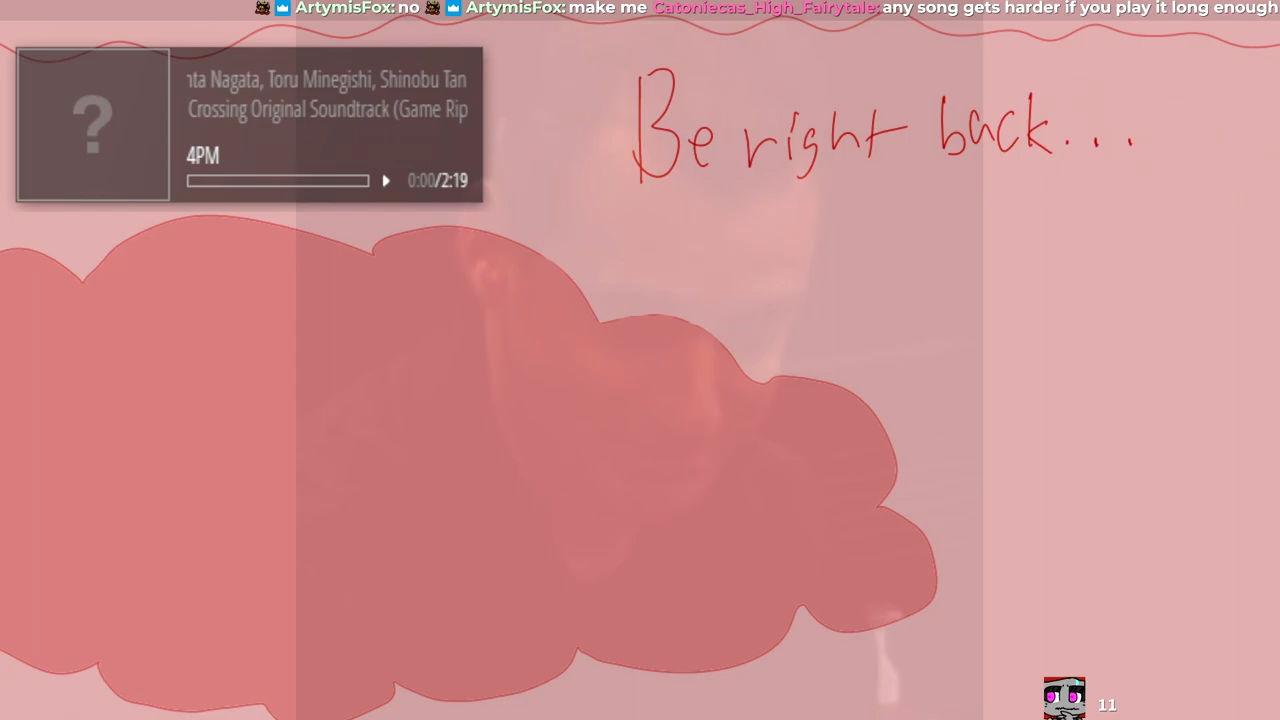 ArtymisFox: no ArtymisFox: make me Catoniecas_High_Fairytale: any song gets harder if you play it long enough
Be right back...
ta Nagata, Toru Minegishi, Shinobu Tan
Crossing Original Soundtrack (Game Rip
4PM
0:00/2:19
11